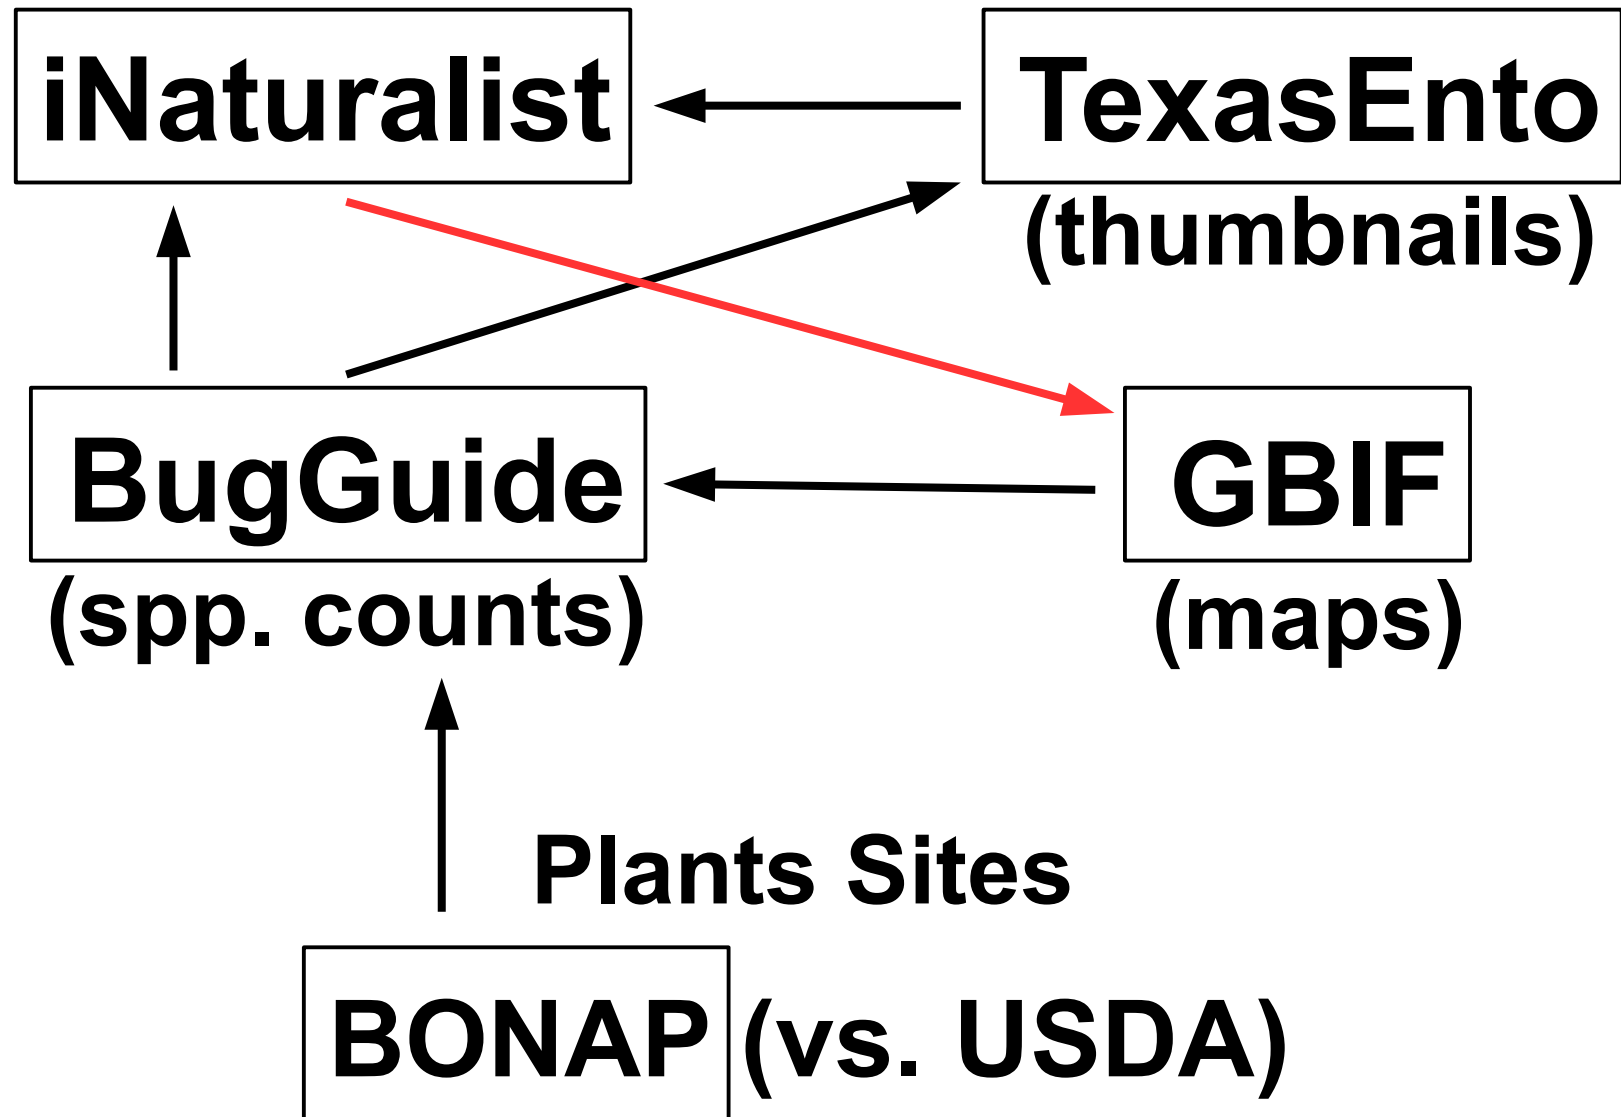 iNaturalist
TexasEnto
(thumbnails)
BugGuide
(spp. counts)
GBIF
(maps)
Plants Sites
BONAP (vs. USDA)